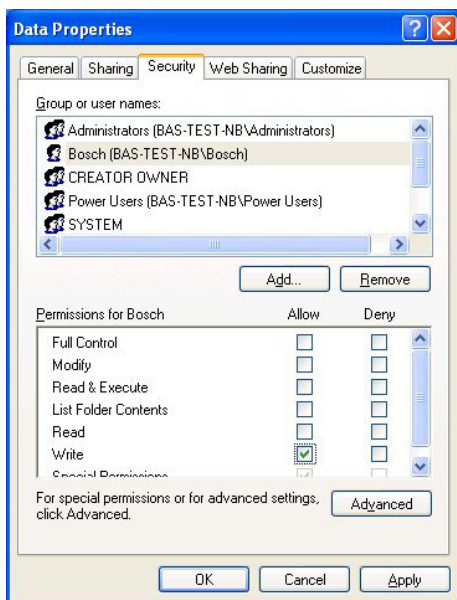 Data Properties
General Sharing Security Web Sharing Customize
Group or user names:
Administrators (BAS-TEST-NB\Administrators)
Bosch (BAS-TEST-NB\Bosch)
CREATOR OWNER
Power Users (BAS-TEST-NB\Power Users)
SYSTEM
Add... Remove
Permissions for Bosch Allow Deny
Full Control
Modify
Read & Execute
List Folder Contents
Read
Write
Special Permissions
For special permissions or for advanced settings,
click Advanced.
Advanced
OK Cancel Apply